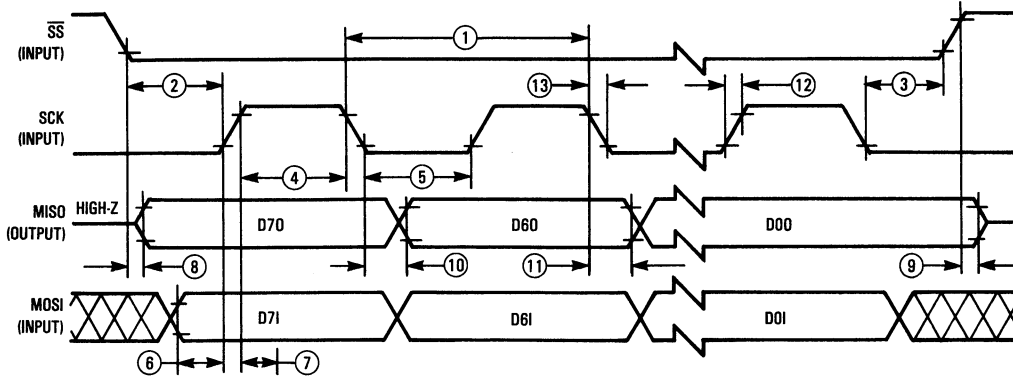 SS
(INPUT)
1
2
13
12
3
SCK
(INPUT)
4
5
MISO
(OUTPUT)
HIGH-Z
D70
D60
D00
8
10
11
9
MOSI
(INPUT)
D7I
D6I
D0I
6
7